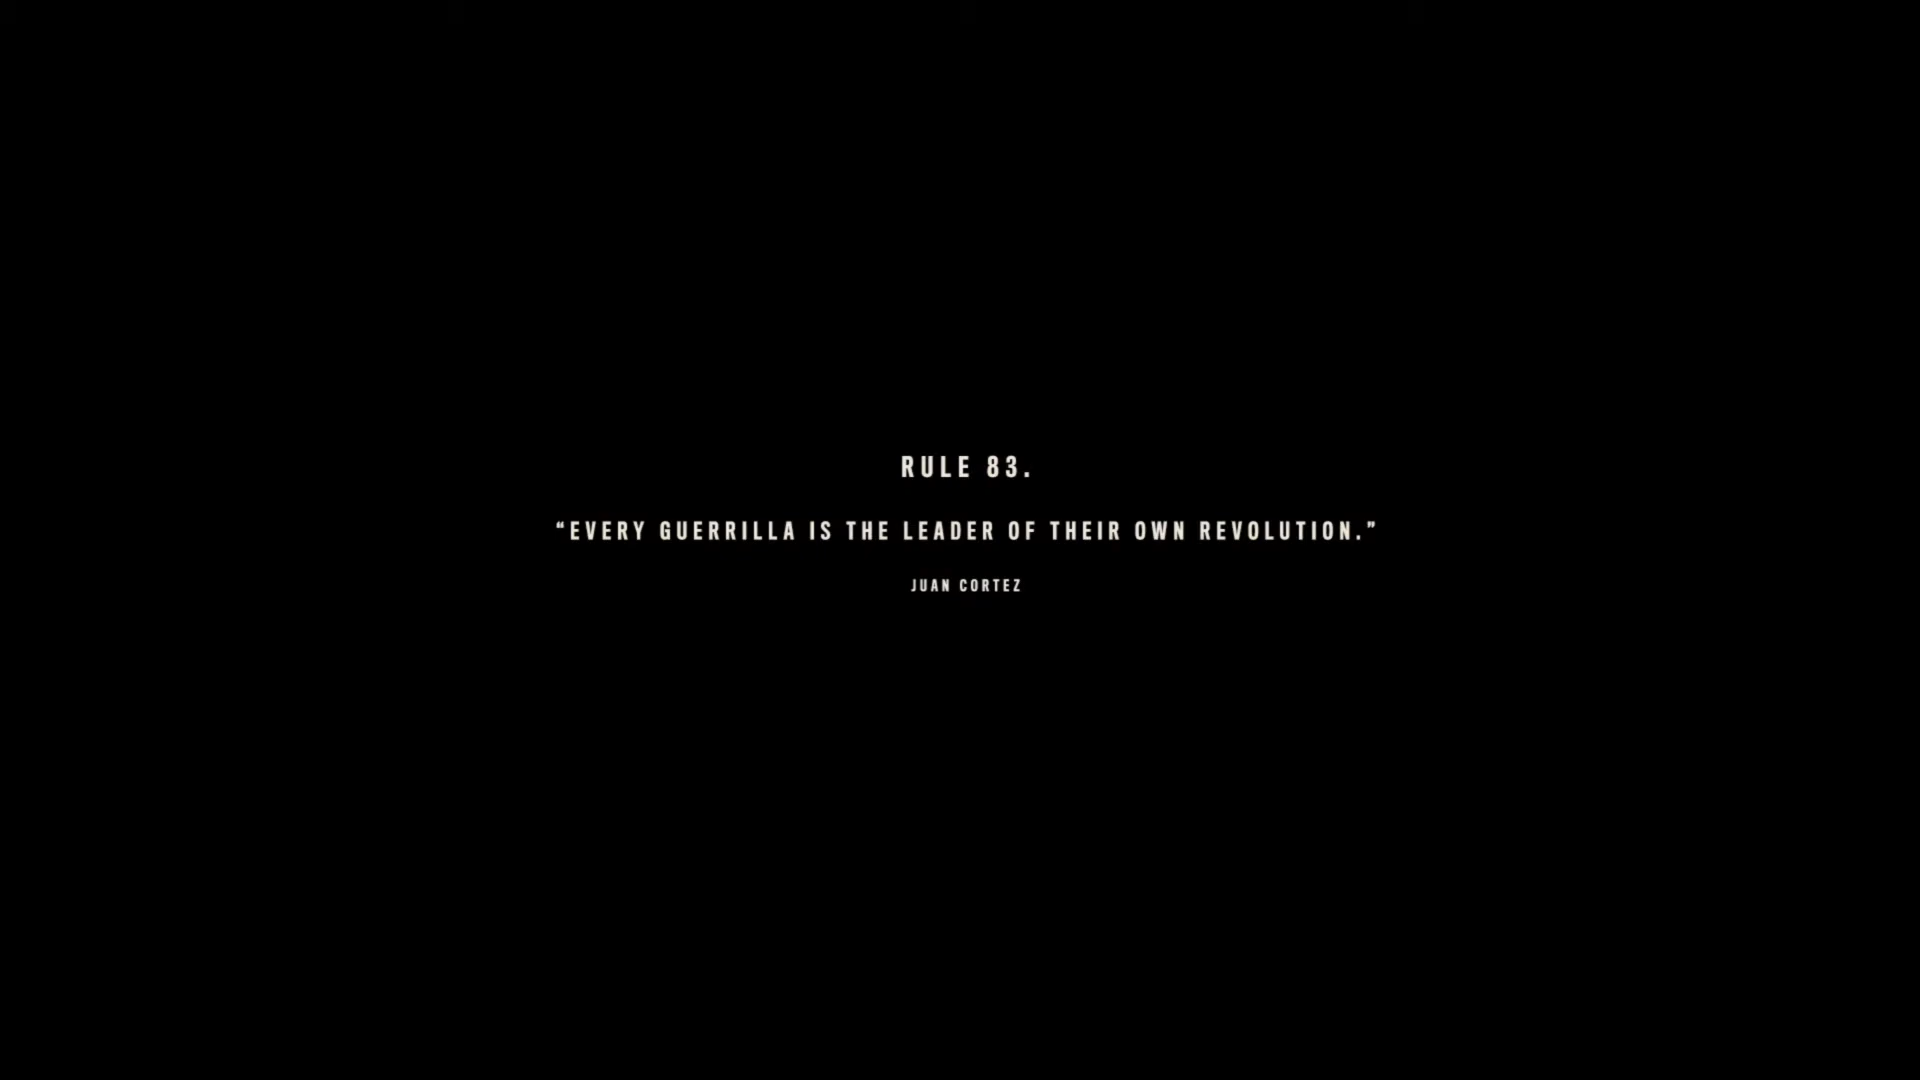 RULE 83.
“EVERY GUERRILLA IS THE LEADER OF THEIR OWN REVOLUTION.”
JUAN CORTEZ